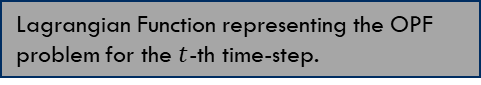 Lagrangian Function representing the OPF
problem for the t-th time-step.